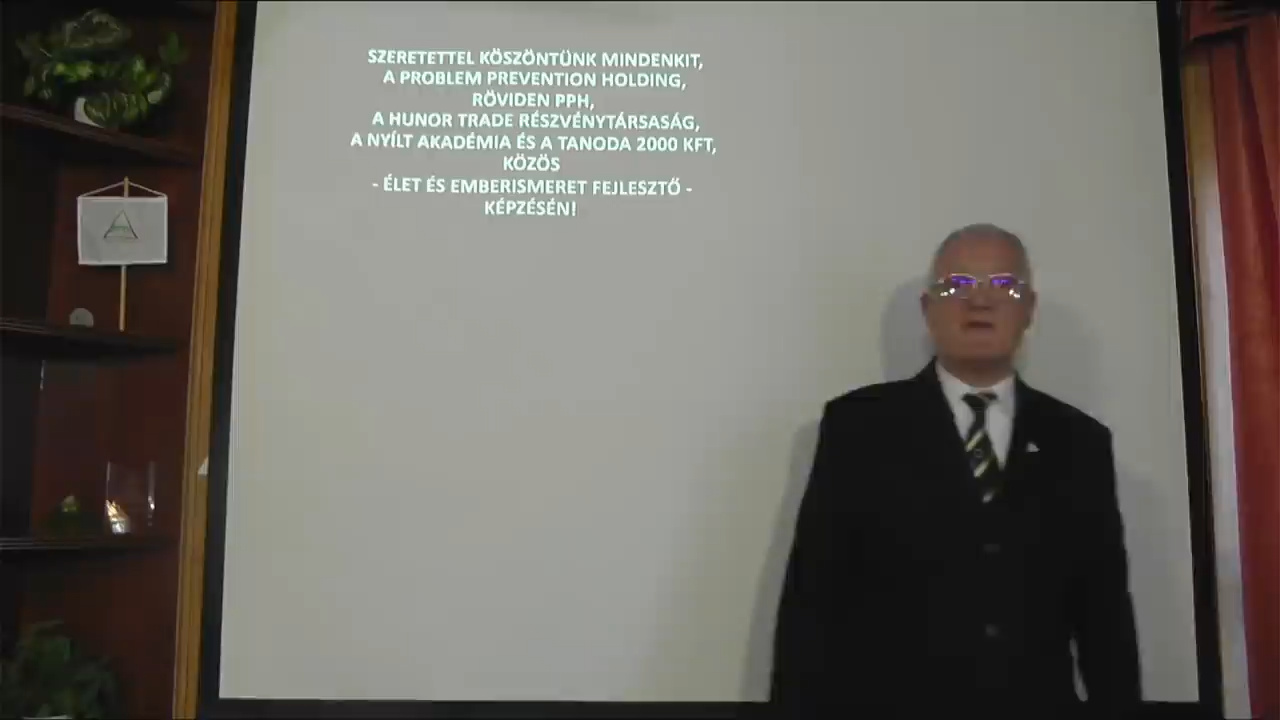 SZERETETTEL KÖSZÖNTÜNK MINDENKIT,
A PROBLEM PREVENTION HOLDING,
RÖVIDEN PPH,
A HUNOR TRADE RÉSZVÉNYTÁRSASÁG,
A NYÍLT AKADÉMIA ÉS A TANODA 2000 KFT,
KÖZÖS
- ÉLET ÉS EMBERISMERET FEJLESZTŐ -
KÉPZÉSÉN!